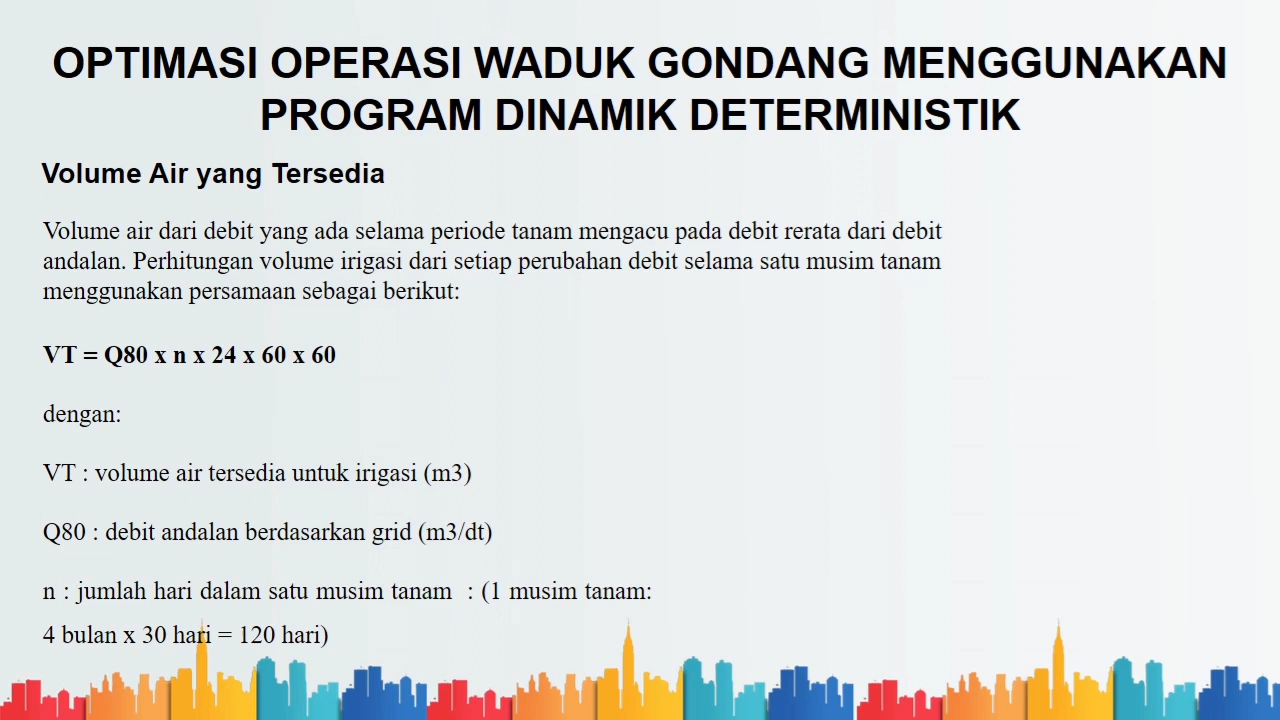 OPTIMASI OPERASI WADUK GONDANG MENGGUNAKAN
PROGRAM DINAMIK DETERMINISTIK
Volume Air yang Tersedia
Volume air dari debit yang ada selama periode tanam mengacu pada debit rerata dari debit
andalan. Perhitungan volume irigasi dari setiap perubahan debit selama satu musim tanam
menggunakan persamaan sebagai berikut:
VT = Q80 x n x 24 x 60 x 60
dengan:
VT : volume air tersedia untuk irigasi (m3)
Q80 : debit andalan berdasarkan grid (m3/dt)
n : jumlah hari dalam satu musim tanam : (1 musim tanam:
4 bulan x 30 hari = 120 hari)